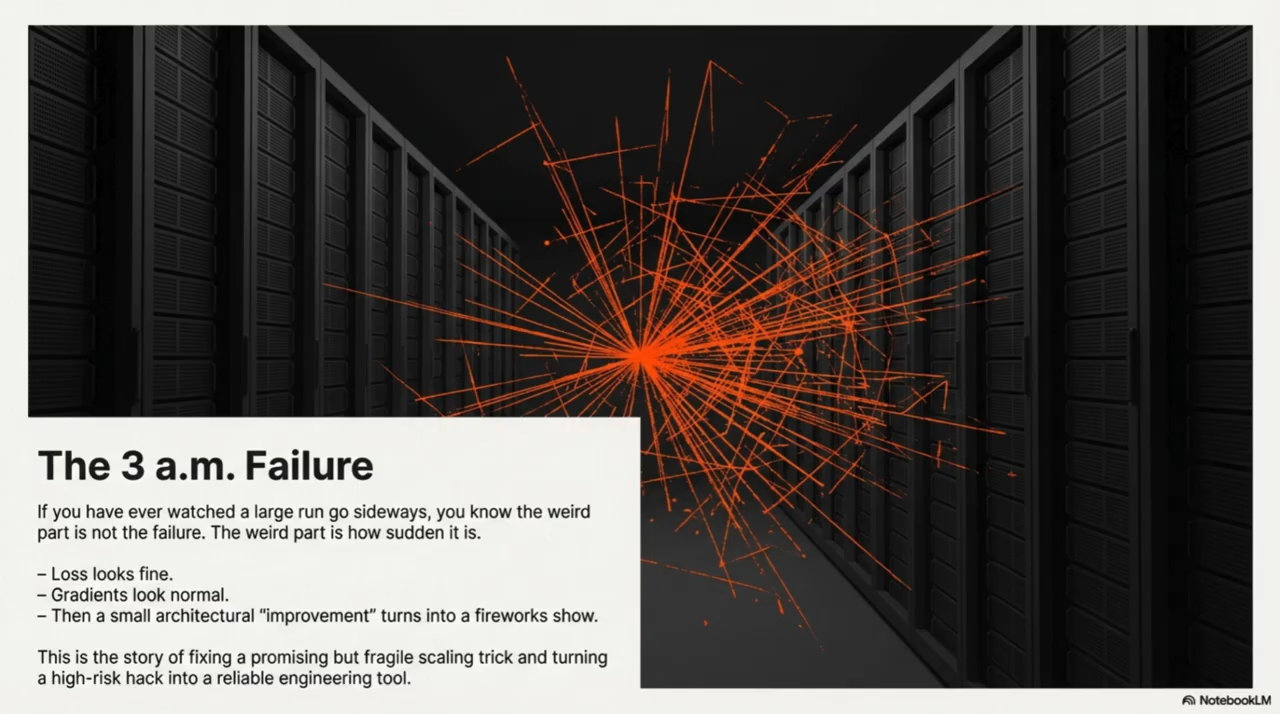 The 3 a.m. Failure
If you have ever watched a large run go sideways, you know the weird
part is not the failure. The weird part is how sudden it is.
– Loss looks fine.
– Gradients look normal.
– Then a small architectural "improvement" turns into a fireworks show.
This is the story of fixing a promising but fragile scaling trick and turning
a high-risk hack into a reliable engineering tool.
NotebookLM